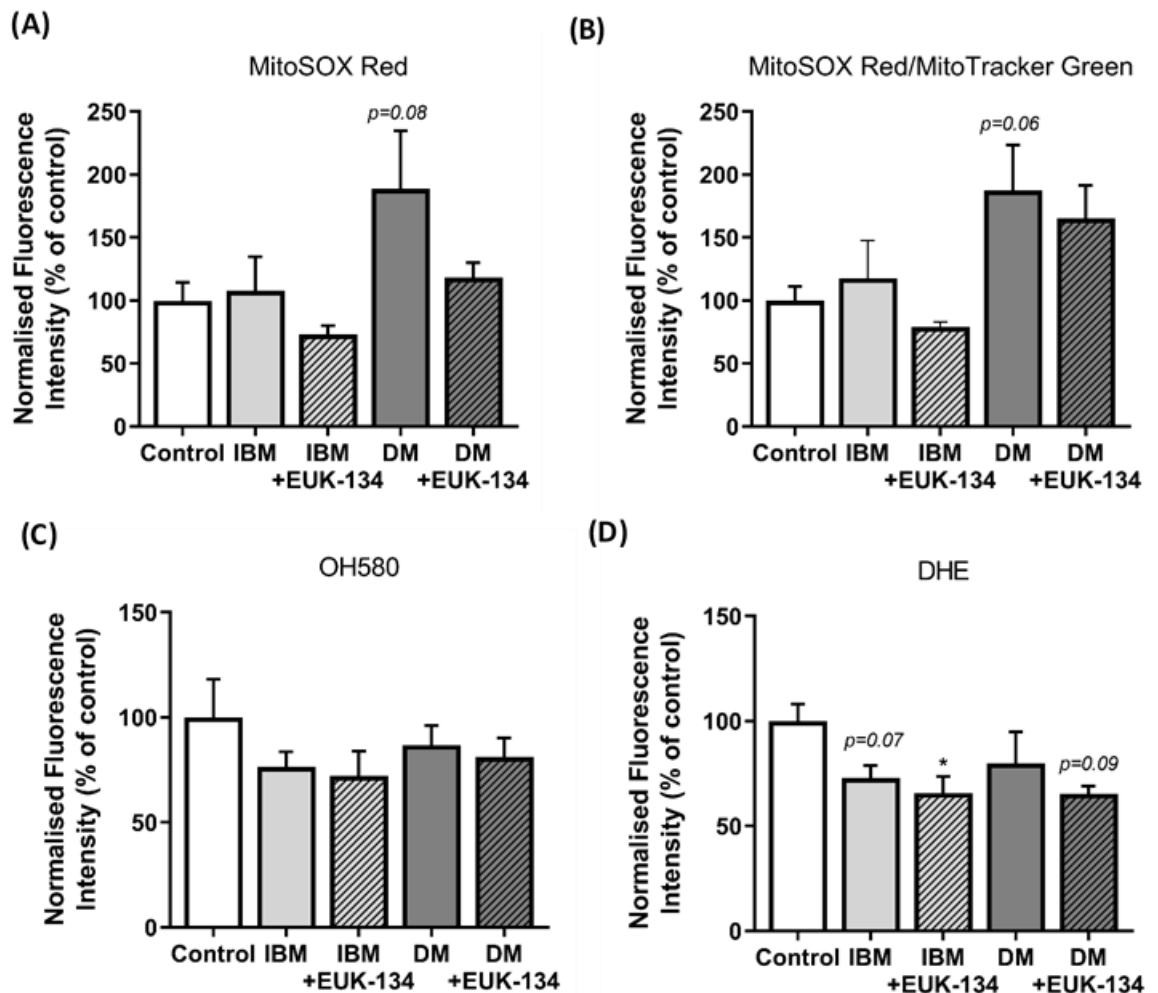 (A)
MitoSOX Red
Normalised Fluorescence
Intensity (% of control)
250
200
150
100
50
0
p=0.08
Control IBM IBM DM DM
+EUK-134 +EUK-134
(B)
MitoSOX Red/MitoTracker Green
Normalised Fluorescence
Intensity (% of control)
250
200
150
100
50
0
p=0.06
Control IBM IBM DM DM
+EUK-134 +EUK-134
(C)
OH580
Normalised Fluorescence
Intensity (% of control)
150
100
50
0
Control IBM IBM DM DM
+EUK-134 +EUK-134
(D)
DHE
Normalised Fluorescence
Intensity (% of control)
150
100
50
0
p=0.07
*
p=0.09
Control IBM IBM DM DM
+EUK-134 +EUK-134